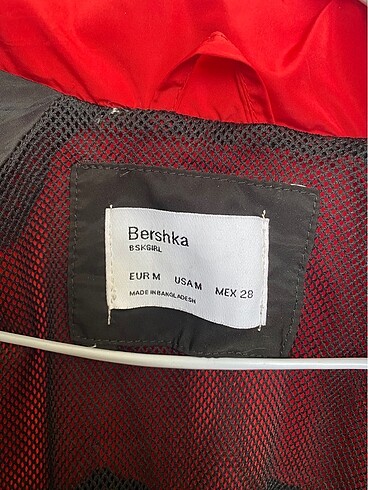 Bershka
BSKGIRL
EUR M USA M MEX 28
MADE IN BANGLADESH